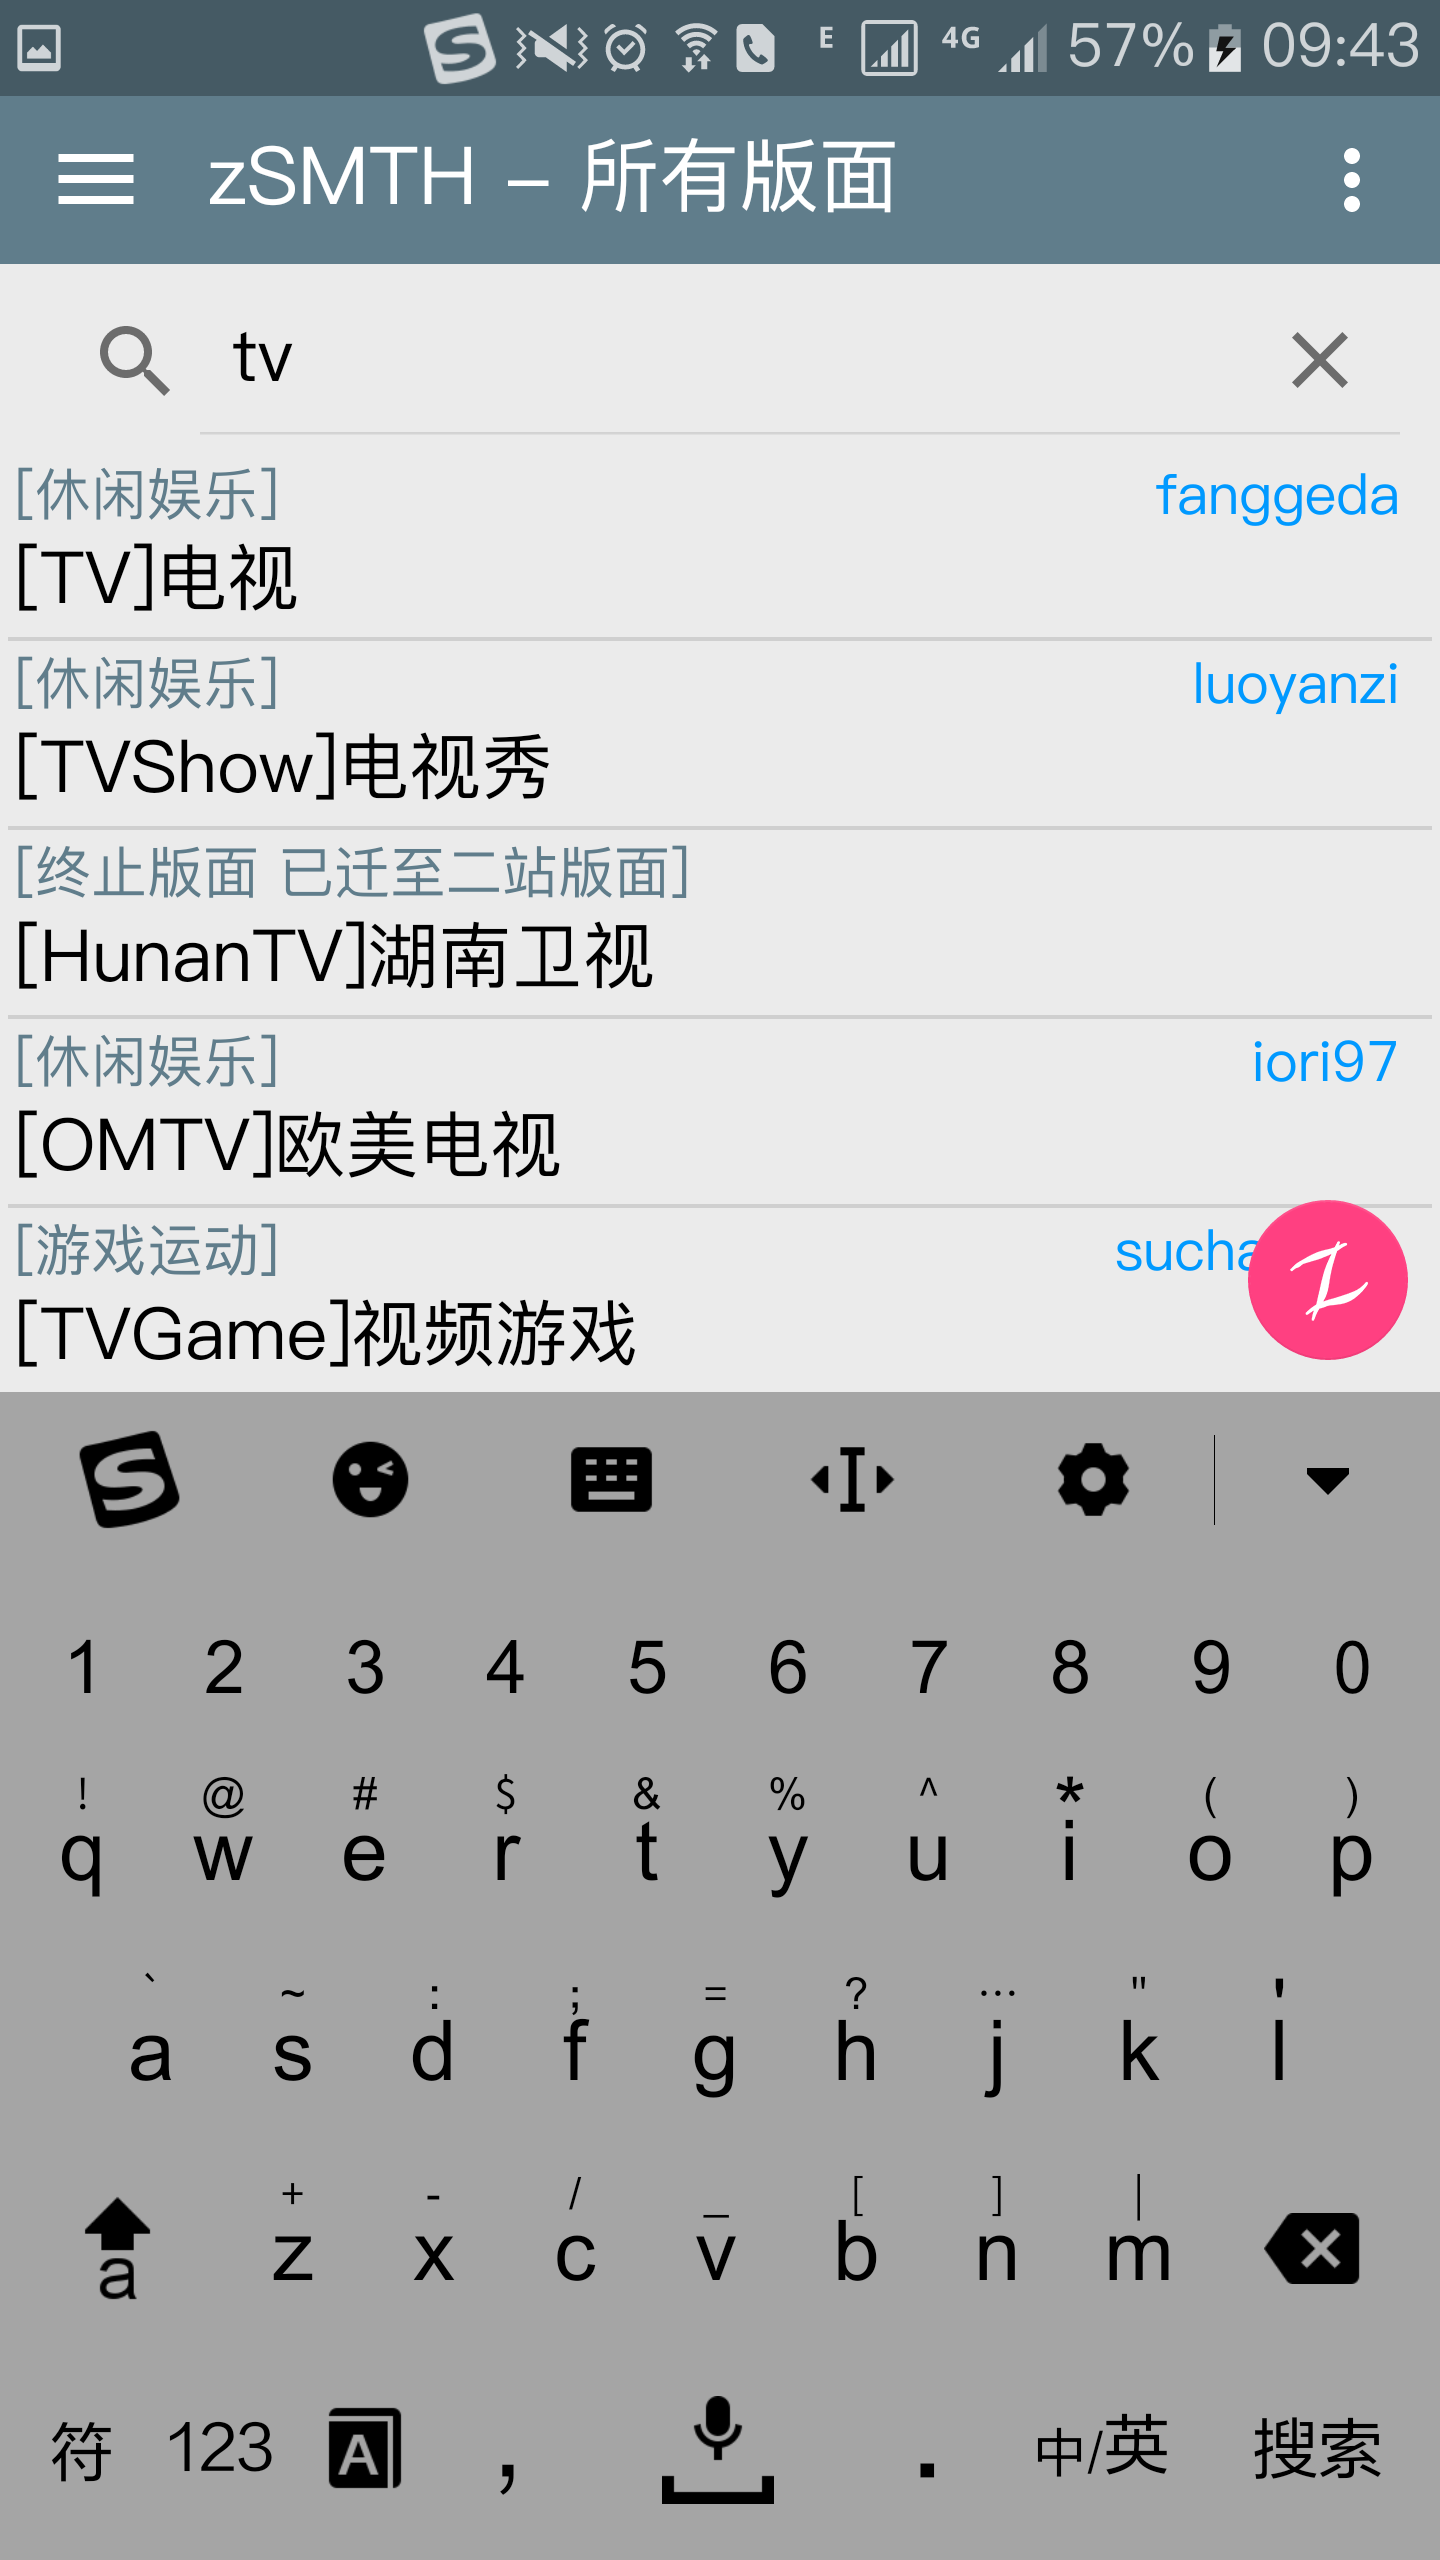 E 4G 57% 09:43
zSMTH – 所有版面
tv
[休闲娱乐] fanggeda
[TV]电视
[休闲娱乐] luoyanzi
[TVShow]电视秀
[终止版面 已迁至二站版面]
[HunanTV]湖南卫视
[休闲娱乐] iori97
[OMTV]欧美电视
[游戏运动]
[TVGame]视频游戏
1 2 3 4 5 6 7 8 9 0
! @ # $ & % ^ * ( )
q w e r t y u i o p
` ~ : ; = ? … " '
a s d f g h j k l
+ - / _ [ ] |
a z x c v b n m
符 123 A , . 中/英 搜索